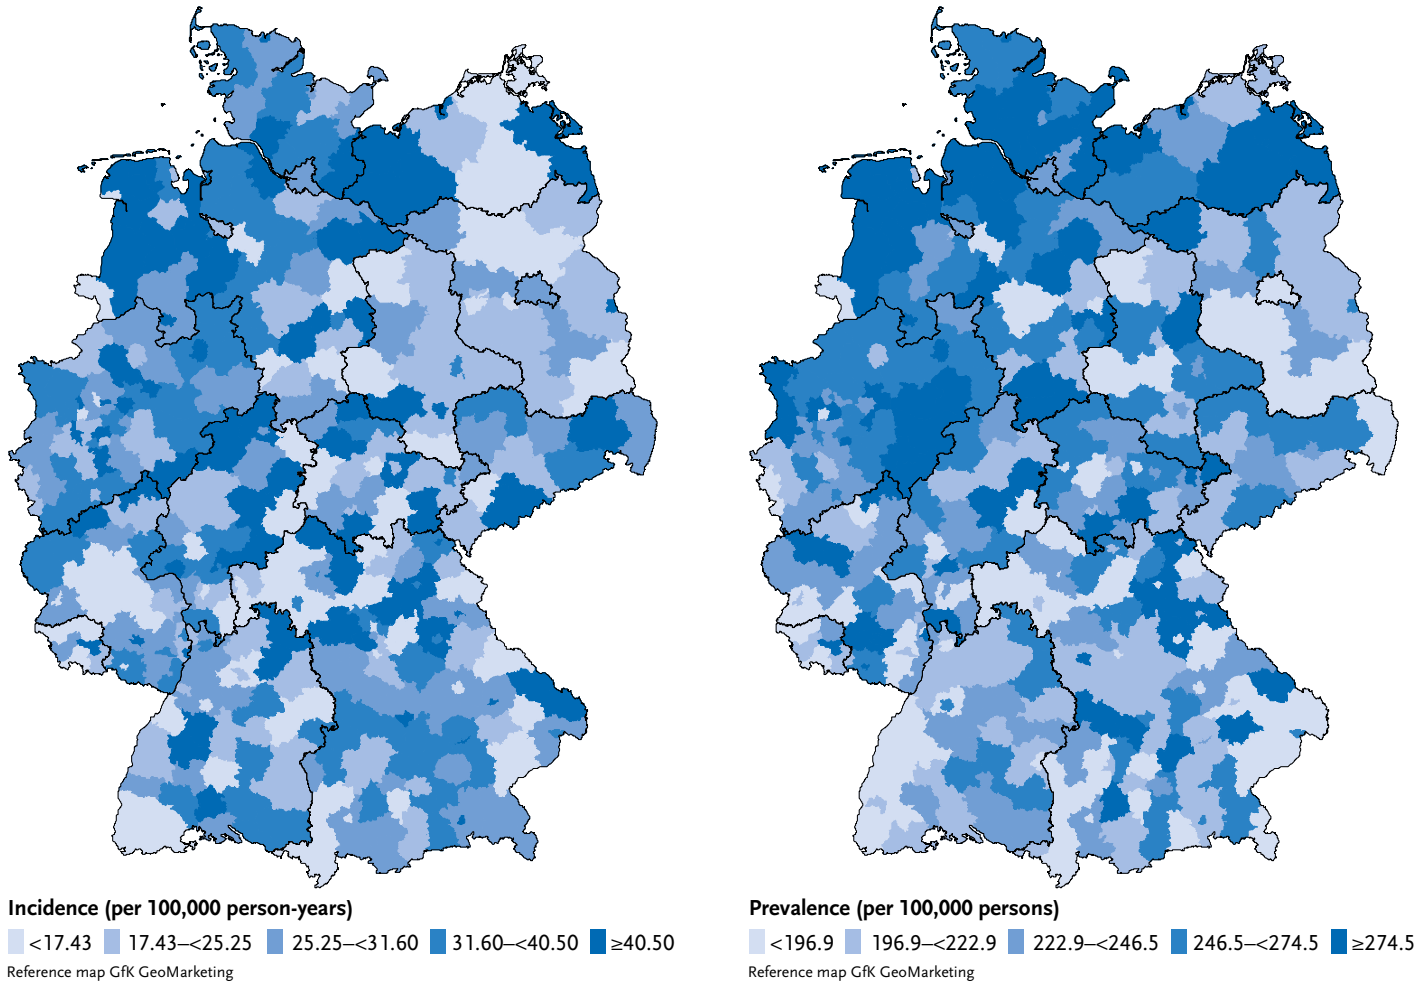 Incidence (per 100,000 person-years)
<17.43 17.43–<25.25 25.25–<31.60 31.60–<40.50 ≥40.50
Reference map GfK GeoMarketing
Prevalence (per 100,000 persons)
<196.9 196.9–<222.9 222.9–<246.5 246.5–<274.5 ≥274.5
Reference map GfK GeoMarketing